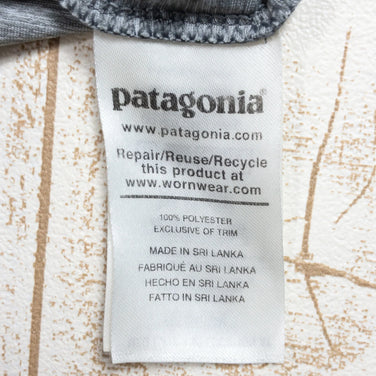 patagonia®
www.patagonia.com
Repair/Reuse/Recycle
this product at
www.wornwear.com
100% POLYESTER
EXCLUSIVE OF TRIM
MADE IN SRI LANKA
FABRIQUÉ AU SRI LANKA
HECHO EN SRI LANKA
FATTO IN SRI LANKA